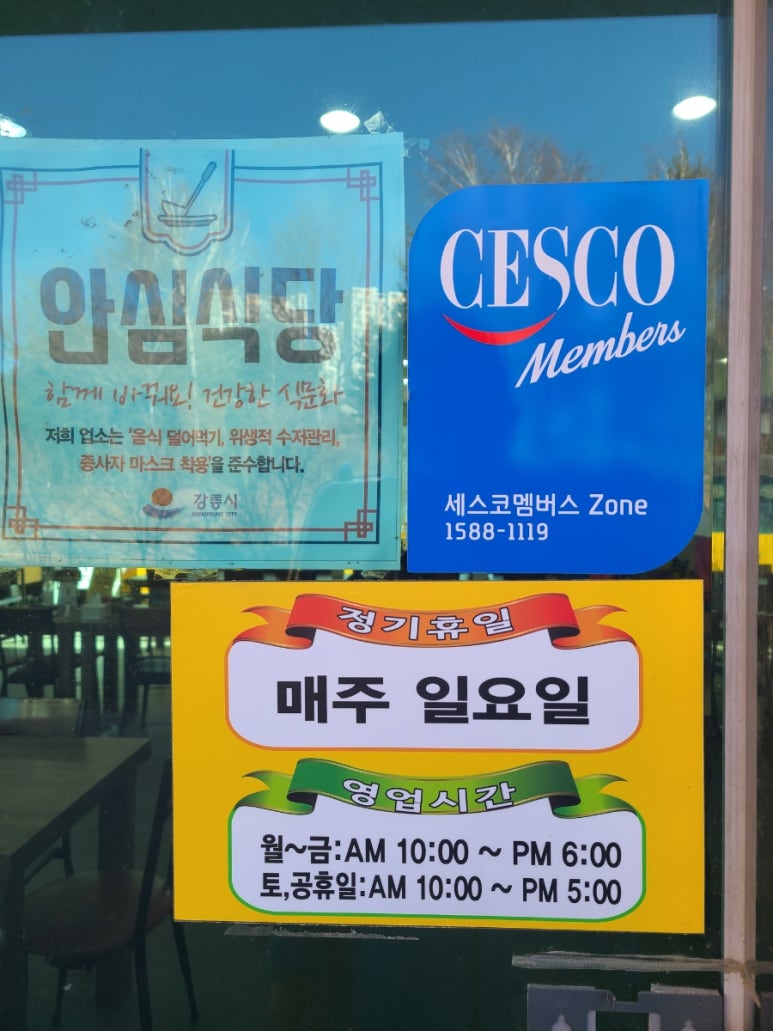 안심식당
함께 바꿔요! 건강한 식문화
저희 업소는 '음식 덜어먹기, 위생적 수저관리,
종사자 마스크 착용'을 준수합니다.
강릉시
GANGNEUNG CITY
CESCO
Members
세스코멤버스 Zone
1588-1119
정기휴일
매주 일요일
영업시간
월~금:AM 10:00 ~ PM 6:00
토,공휴일:AM 10:00 ~ PM 5:00